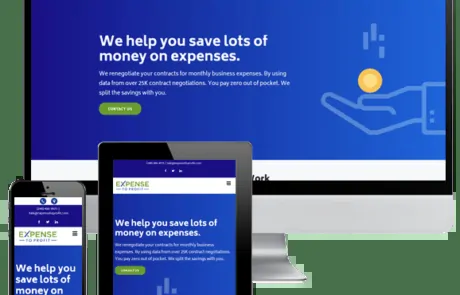 We help you save lots of
money on expenses.
We renegotiate your contracts for monthly business expenses. By using
data from over 25K contract negotiations. You pay zero out of pocket. We
split the savings with you.
CONTACT US
Work
EXPENSE
TO PROFIT
We help you save lots of
money on expenses.
We renegotiate your contracts for monthly business
expenses. By using data from over 25K contract negotiations.
You pay zero out of pocket. We split the savings with you.
CONTACT US
EXPENSE
TO PROFIT
We help you
save lots of
money on